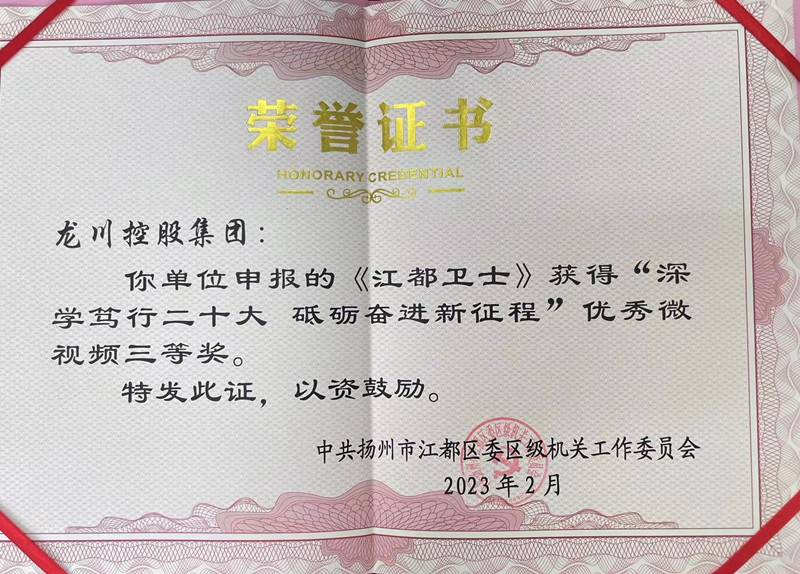 荣誉证书
HONORARY CREDENTIAL
龙川控股集团：
你单位申报的《江都卫士》获得“深
学笃行二十大 砥砺奋进新征程”优秀微
视频三等奖。
特发此证，以资鼓励。
中共扬州市江都区委区级机关工作委员会
2023年2月